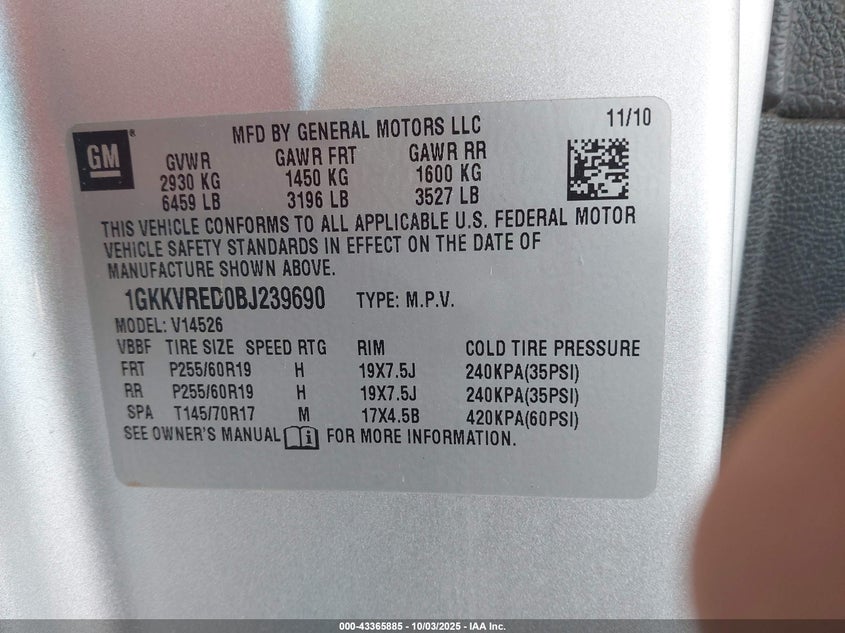 GM ®
11/10
MFD BY GENERAL MOTORS LLC
GVWR GAWR FRT GAWR RR
2930 KG 1450 KG 1600 KG
6459 LB 3196 LB 3527 LB
THIS VEHICLE CONFORMS TO ALL APPLICABLE U.S. FEDERAL MOTOR
VEHICLE SAFETY STANDARDS IN EFFECT ON THE DATE OF
MANUFACTURE SHOWN ABOVE.
1GKKVRED0BJ239690 TYPE: M.P.V.
MODEL: V14526
VBBF TIRE SIZE SPEED RTG RIM COLD TIRE PRESSURE
FRT P255/60R19 H 19X7.5J 240KPA(35PSI)
RR P255/60R19 H 19X7.5J 240KPA(35PSI)
SPA T145/70R17 M 17X4.5B 420KPA(60PSI)
SEE OWNER'S MANUAL i FOR MORE INFORMATION.
000-43365885 - 10/03/2025 - IAA Inc.